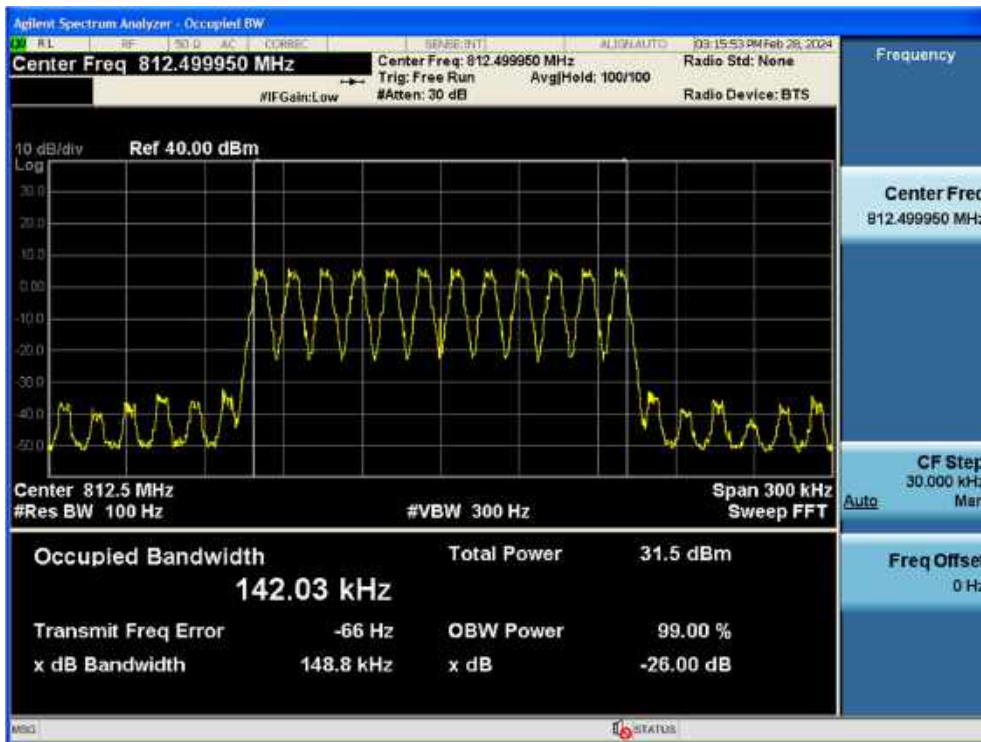 Agilent Spectrum Analyzer - Occupied BW
RL RF 50 Ω AC CORREC SENSE:INT ALIGN AUTO 03:15:53 PM Feb 28, 2024
Center Freq 812.499950 MHz
Center Freq: 812.499950 MHz
Radio Std: None
Trig: Free Run Avg|Hold: 100/100
#IFGain:Low
#Atten: 30 dB
Radio Device: BTS
10 dB/div Ref 40.00 dBm
Log
30.0
20.0
10.0
0.00
-10.0
-20.0
-30.0
-40.0
-50.0
Center 812.5 MHz Span 300 kHz
#Res BW 100 Hz #VBW 300 Hz Sweep FFT
Occupied Bandwidth Total Power 31.5 dBm
142.03 kHz
Transmit Freq Error -66 Hz OBW Power 99.00 %
x dB Bandwidth 148.8 kHz x dB -26.00 dB
Frequency
Center Freq
812.499950 MHz
CF Step
30.000 kHz
Auto Man
Freq Offset
0 Hz
MSG STATUS